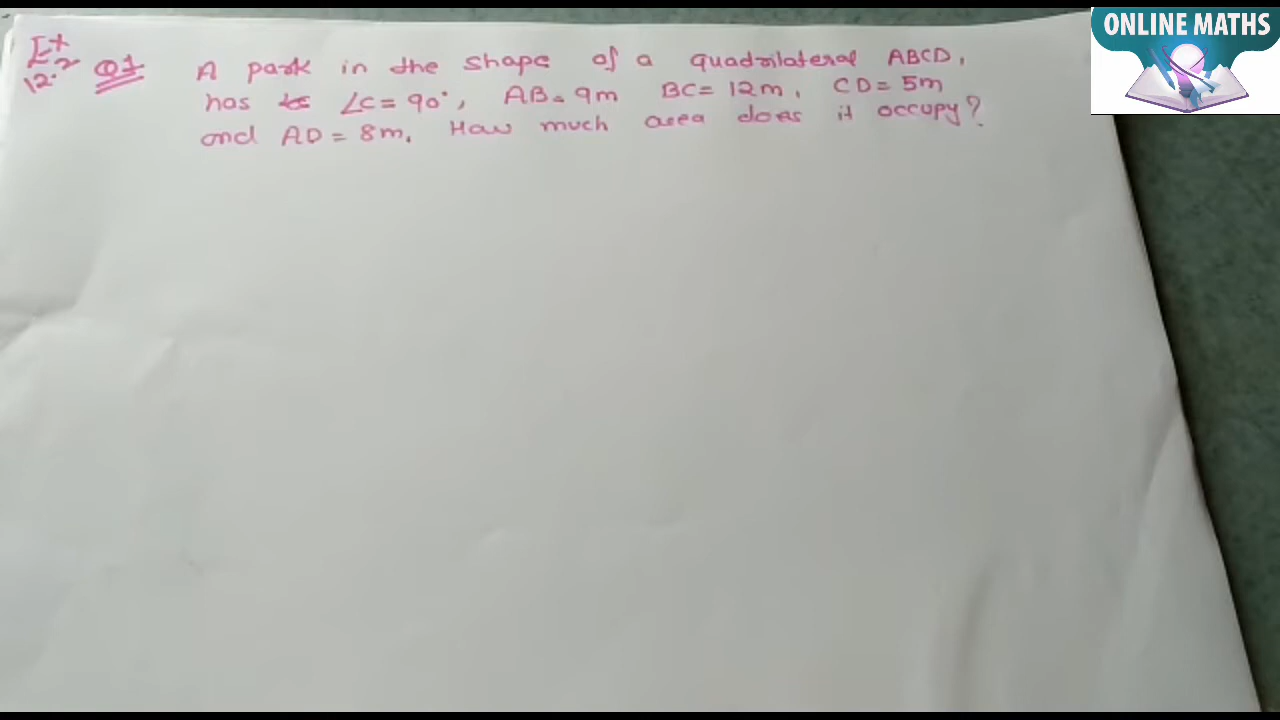 ONLINE MATHS
Ex
12.2
Q1
A park in the shape of a quadrilateral ABCD,
has ∠C = 90°, AB = 9m BC = 12m, CD = 5m
and AD = 8m. How much area does it occupy?